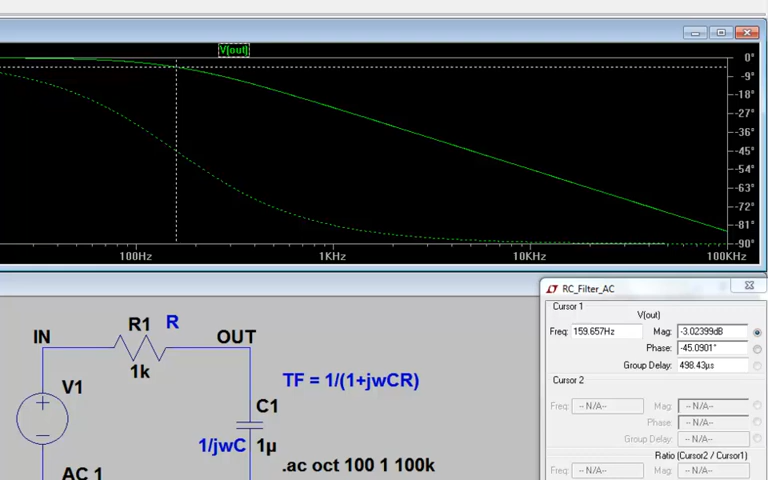 V(out)
0°
-9°
-18°
-27°
-36°
-45°
-54°
-63°
-72°
-81°
-90°
100Hz 1KHz 10KHz 100KHz
RC_Filter_AC
Cursor 1
V(out)
Freq: 159.657Hz Mag: -3.02399dB
Phase: -45.0901°
Group Delay: 498.43µs
Cursor 2
Freq: -- N/A-- Mag: -- N/A--
Phase: -- N/A--
Group Delay: -- N/A--
Ratio (Cursor2 / Cursor1)
Freq: -- N/A-- Mag: -- N/A--
R1 R
IN OUT
1k
V1
TF = 1/(1+jwCR)
C1
1/jwC 1µ
AC 1
.ac oct 100 1 100k